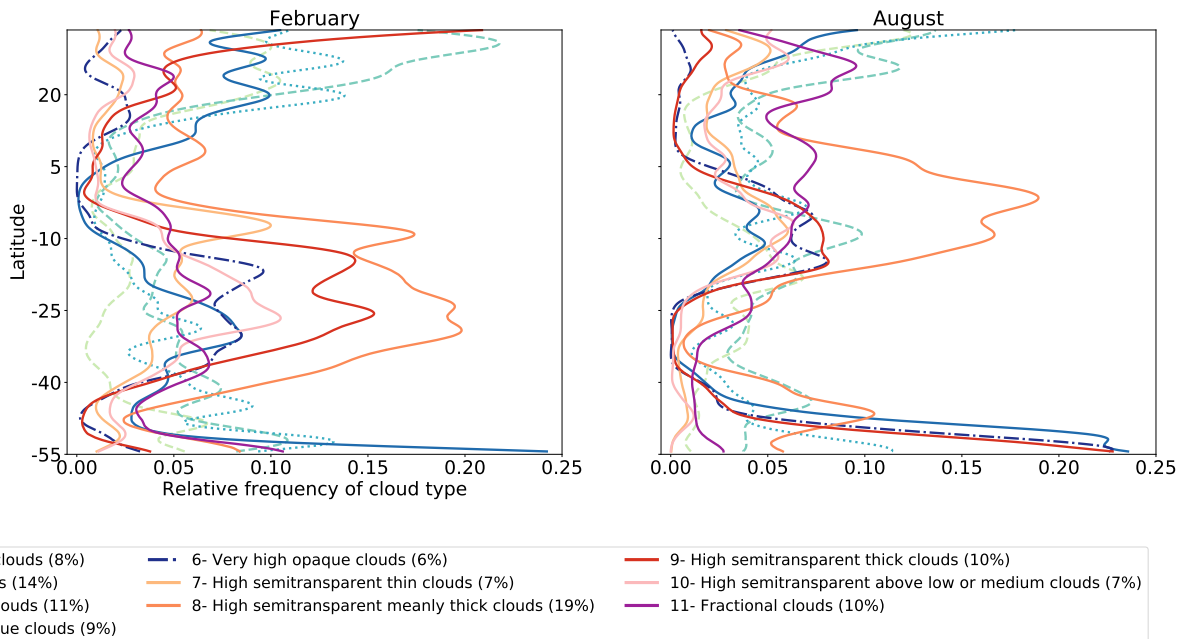 February
August
20
5
-10
-25
-40
-55
Latitude
0.00 0.05 0.10 0.15 0.20 0.25
0.00 0.05 0.10 0.15 0.20 0.25
Relative frequency of cloud type
clouds (8%)
s (14%)
louds (11%)
ue clouds (9%)
6- Very high opaque clouds (6%)
7- High semitransparent thin clouds (7%)
8- High semitransparent meanly thick clouds (19%)
9- High semitransparent thick clouds (10%)
10- High semitransparent above low or medium clouds (7%)
11- Fractional clouds (10%)